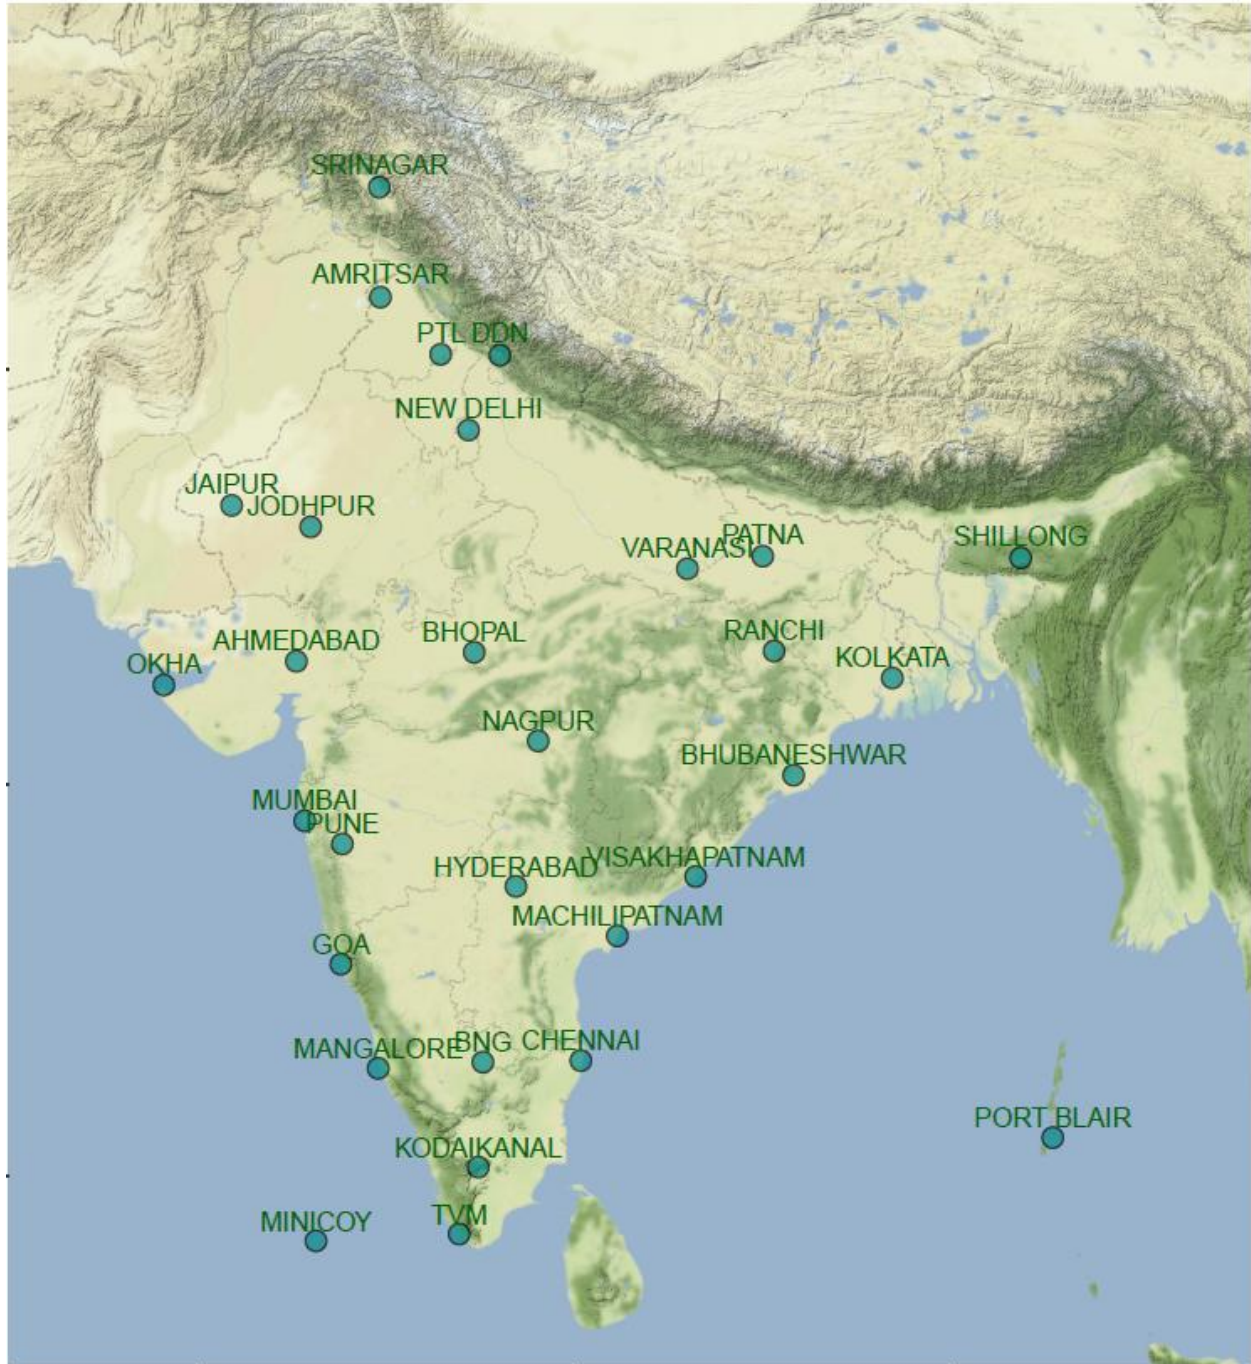 SRINAGAR
AMRITSAR
PTL DDN
NEW DELHI
JAIPUR
JODHPUR
VARANASI
PATNA
SHILLONG
AHMEDABAD
BHOPAL
RANCHI
OKHA
KOLKATA
NAGPUR
BHUBANESHWAR
MUMBAI
PUNE
HYDERABAD
VISAKHAPATNAM
MACHILIPATNAM
GOA
MANGALORE
BNG
CHENNAI
PORT BLAIR
KODAIKANAL
MINICOY
TVM